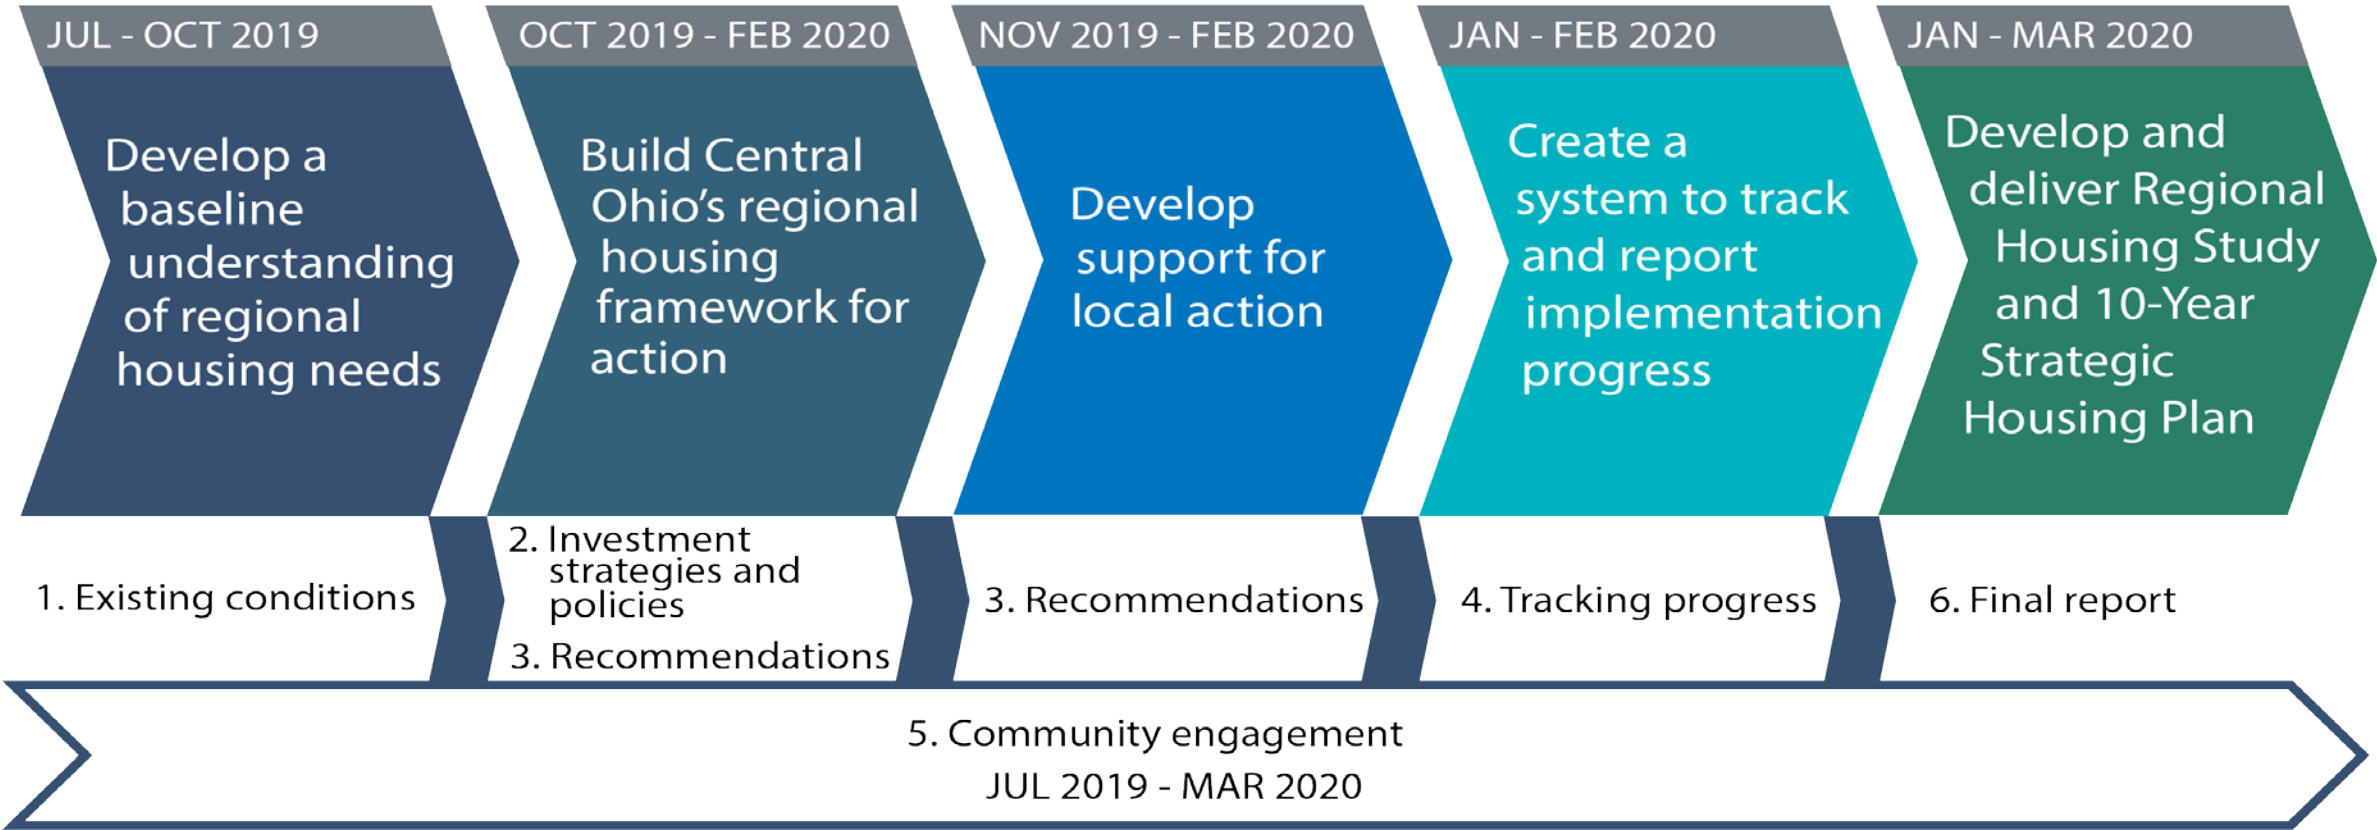 JUL - OCT 2019
Develop a
baseline
understanding
of regional
housing needs
1. Existing conditions
OCT 2019 - FEB 2020
Build Central
Ohio’s regional
housing
framework for
action
2. Investment
strategies and
policies
3. Recommendations
NOV 2019 - FEB 2020
Develop
support for
local action
3. Recommendations
JAN - FEB 2020
Create a
system to track
and report
implementation
progress
4. Tracking progress
JAN - MAR 2020
Develop and
deliver Regional
Housing Study
and 10-Year
Strategic
Housing Plan
6. Final report
5. Community engagement
JUL 2019 - MAR 2020